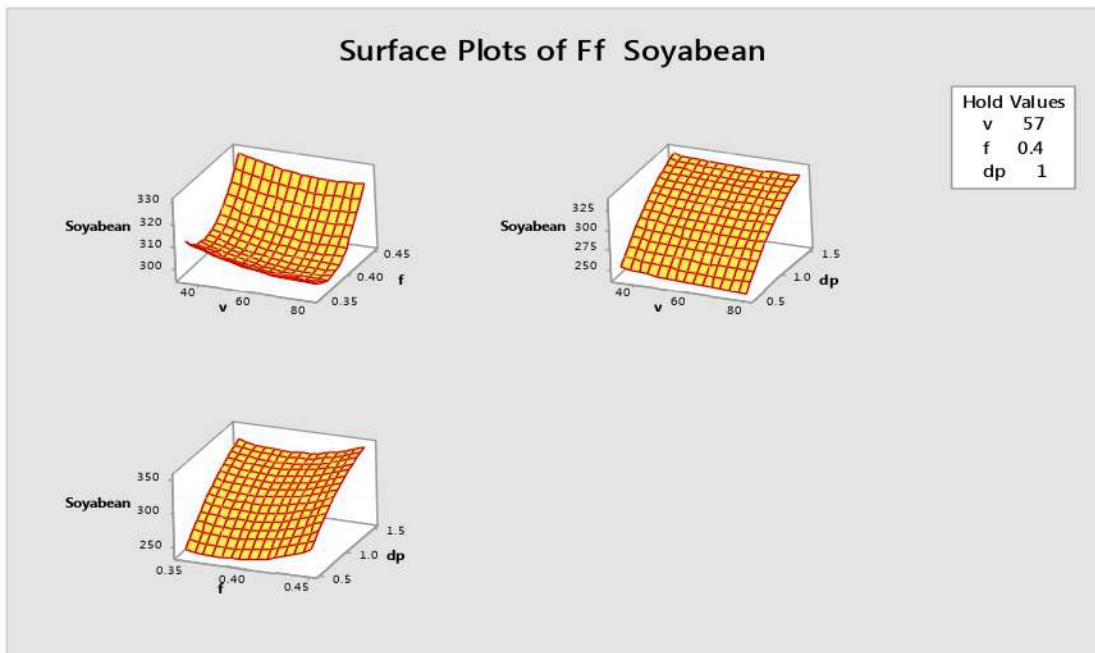 Surface Plots of Ff Soyabean
Hold Values
v 57
f 0.4
dp 1
330
320
310
300
Soyabean
40
60
80
v
0.35
0.40
0.45
f
325
300
275
250
Soyabean
40
60
80
v
0.5
1.0
1.5
dp
350
300
250
Soyabean
0.35
0.40
0.45
f
0.5
1.0
1.5
dp